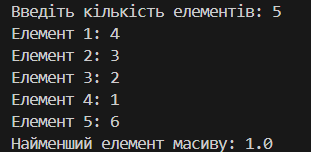 Введіть кількість елементів: 5
Елемент 1: 4
Елемент 2: 3
Елемент 3: 2
Елемент 4: 1
Елемент 5: 6
Найменший елемент масиву: 1.0